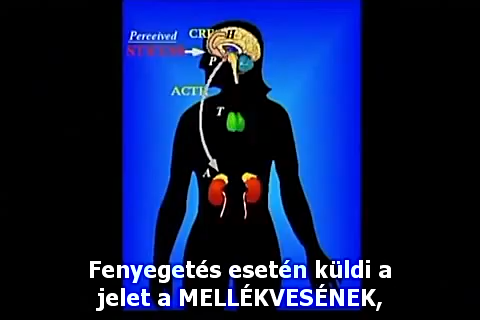 Perceived
STRESS
CRF
H
P
ACTH
T
A
Fenyegetés esetén küldi a
jelet a MELLÉKVESÉNEK,